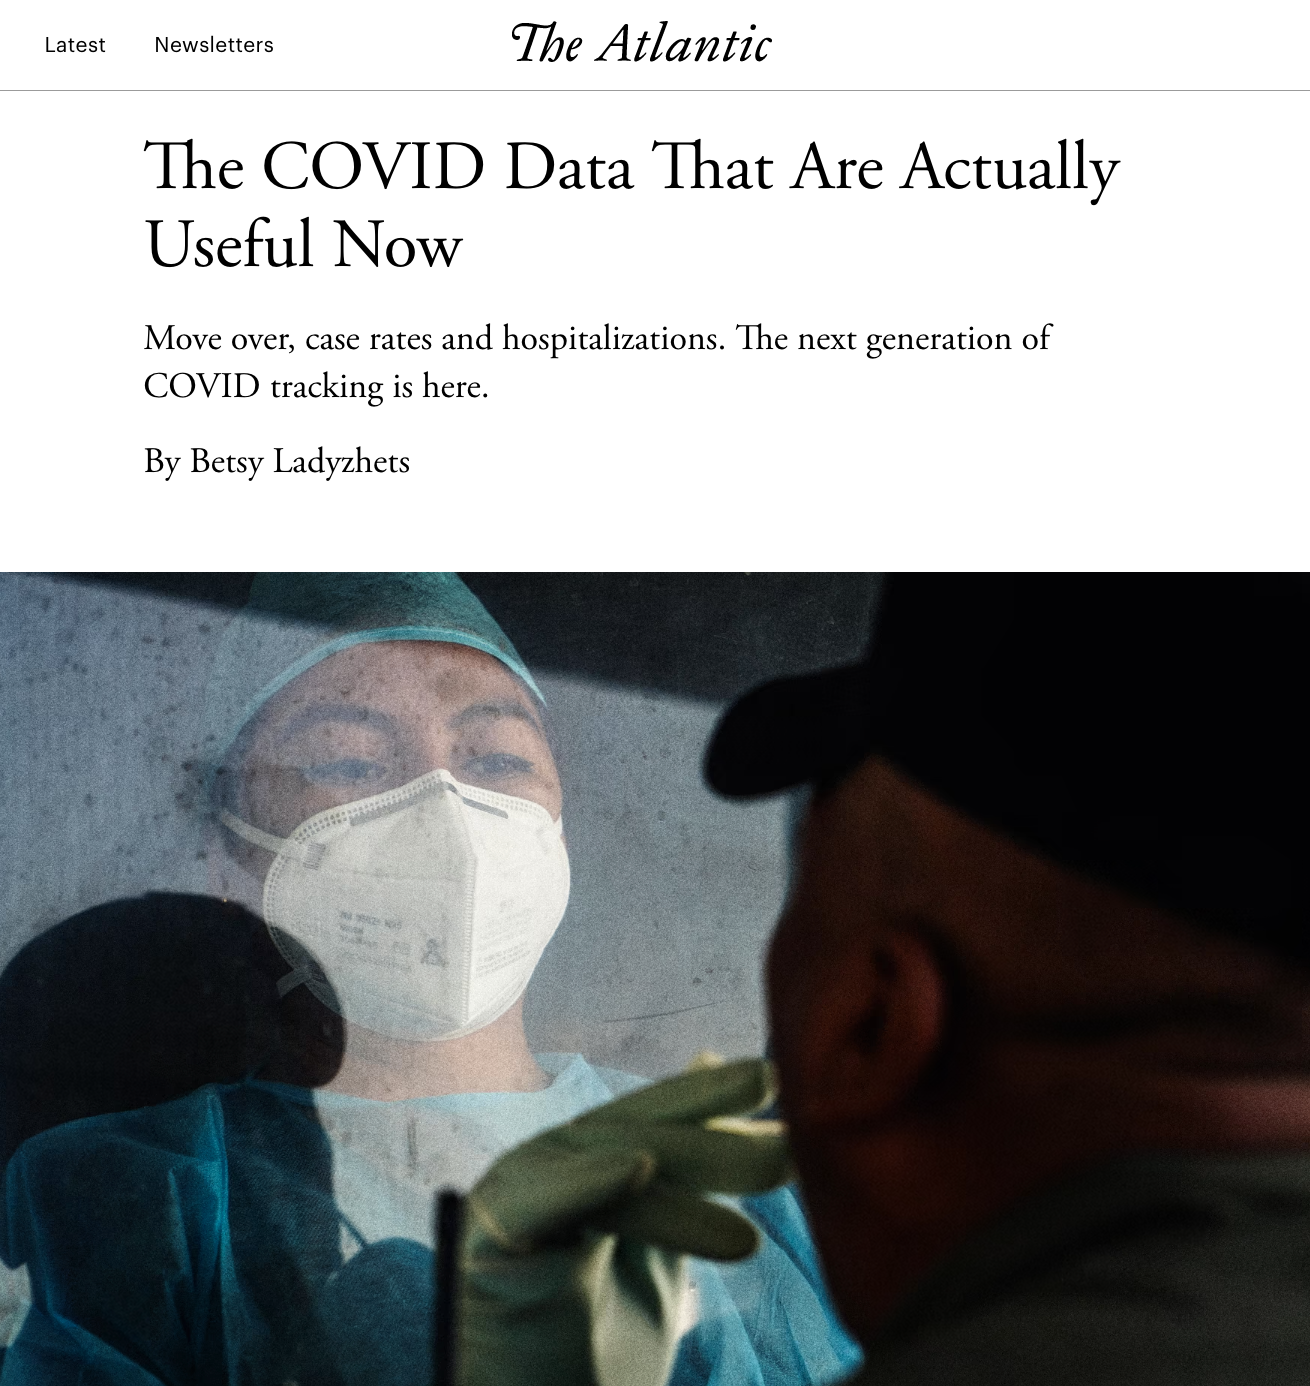 Latest Newsletters The Atlantic
The COVID Data That Are Actually
Useful Now
Move over, case rates and hospitalizations. The next generation of
COVID tracking is here.
By Betsy Ladyzhets